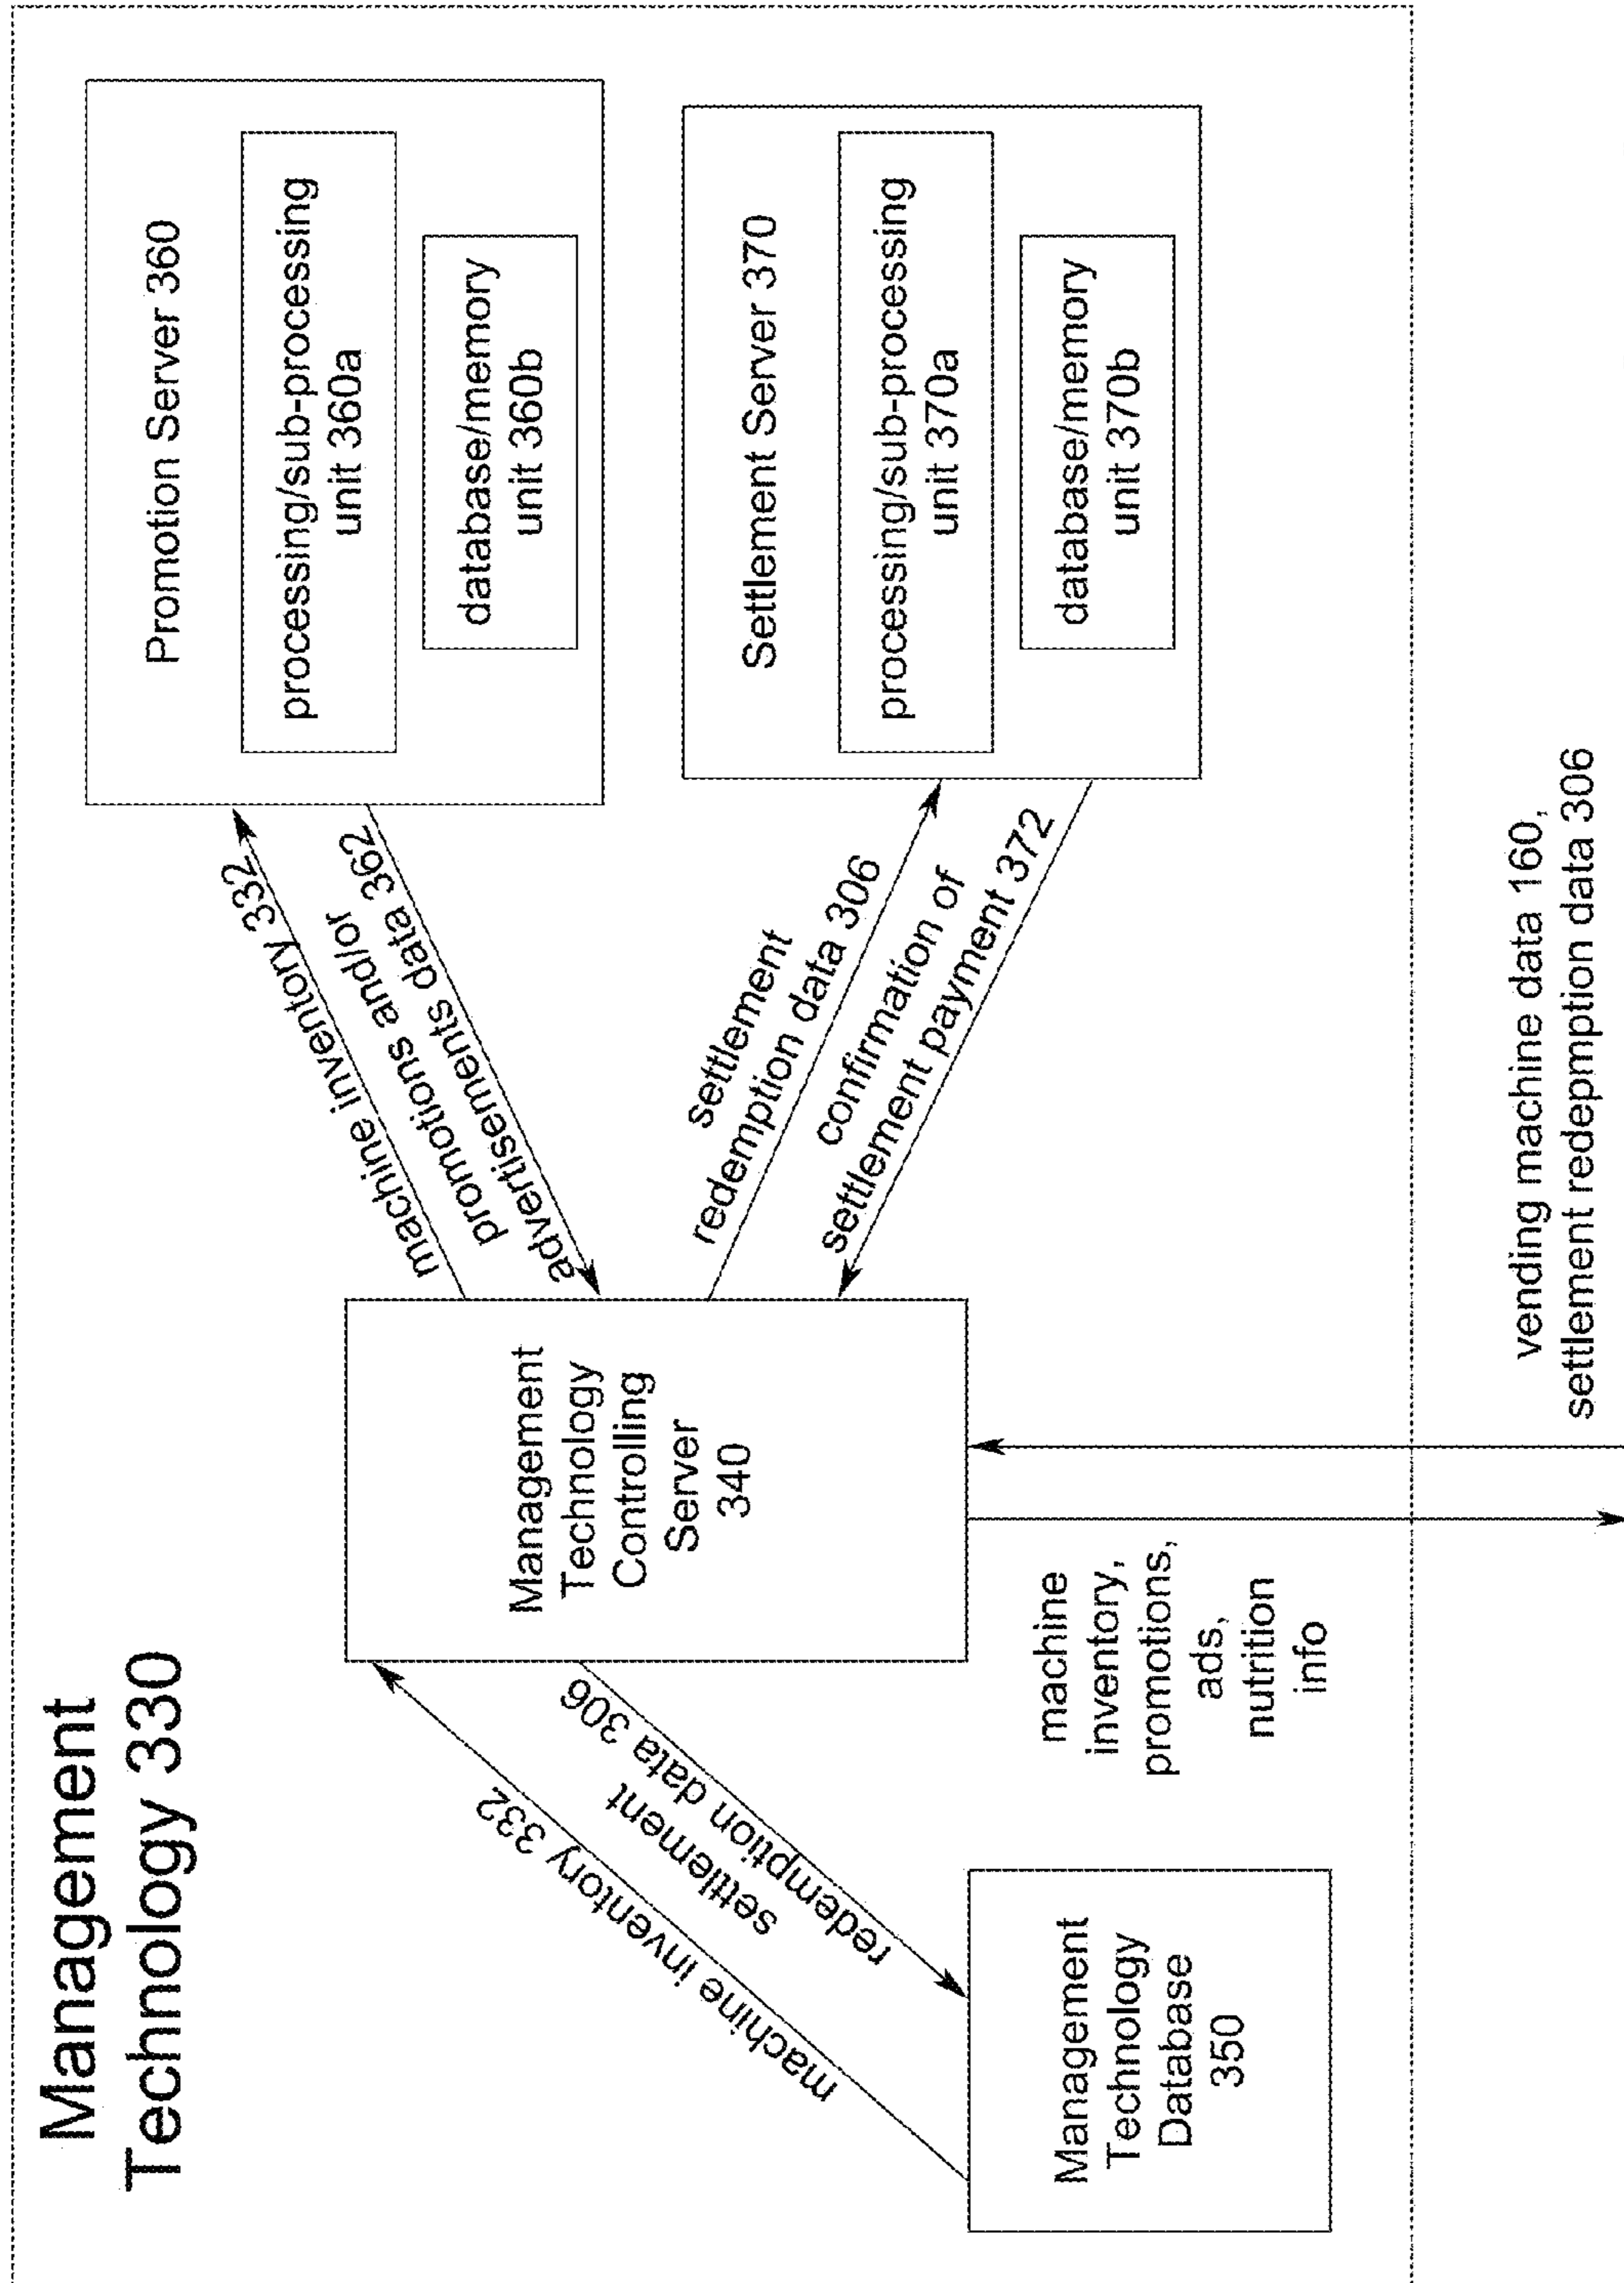 Management
Technology 330
Promotion Server 360
processing/sub-processing
unit 360a
database/memory
unit 360b
machine inventory 332
promotions and/or
advertisements data 362
Management
Technology
Controlling
Server
340
Settlement Server 370
processing/sub-processing
unit 370a
database/memory
unit 370b
settlement
redemption data 306
confirmation of
settlement payment 372
machine inventory 332
settlement
redemption data 306
Management
Technology
Database
350
machine
inventory,
promotions,
ads,
nutrition
info
vending machine data 160,
settlement redepmption data 306